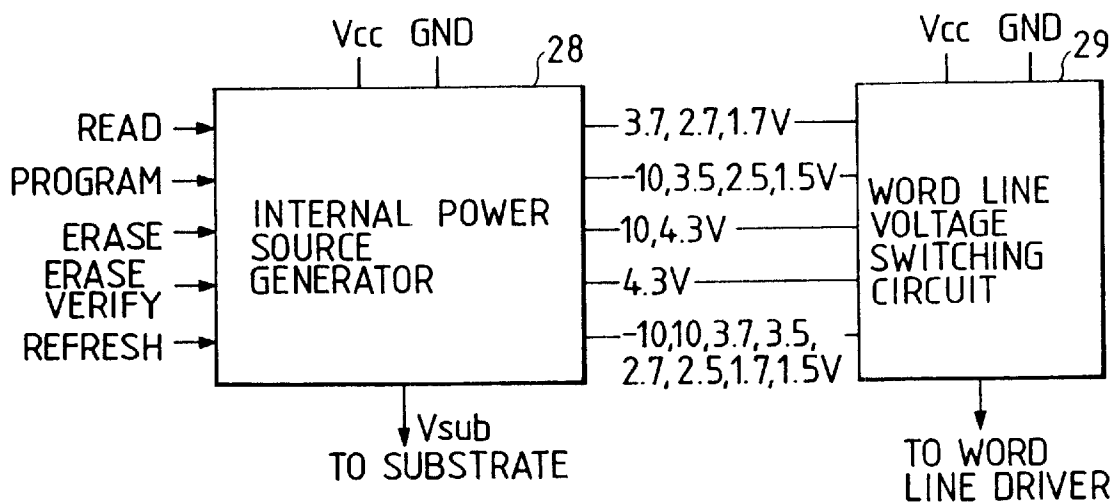 Vcc GND
28
Vcc GND
29
READ
PROGRAM
ERASE
ERASE
VERIFY
REFRESH
INTERNAL POWER
SOURCE
GENERATOR
3.7, 2.7, 1.7V
-10, 3.5, 2.5, 1.5V
10, 4.3V
4.3V
-10, 10, 3.7, 3.5,
2.7, 2.5, 1.7, 1.5V
WORD LINE
VOLTAGE
SWITCHING
CIRCUIT
Vsub
TO SUBSTRATE
TO WORD
LINE DRIVER